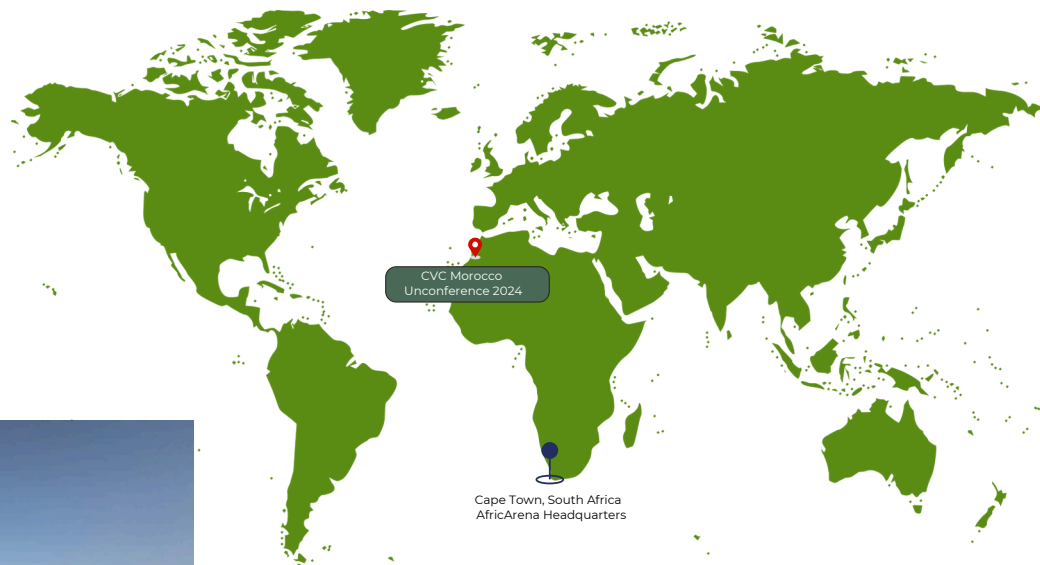 CVC Morocco
Unconference 2024
Cape Town, South Africa
AfricArena Headquarters